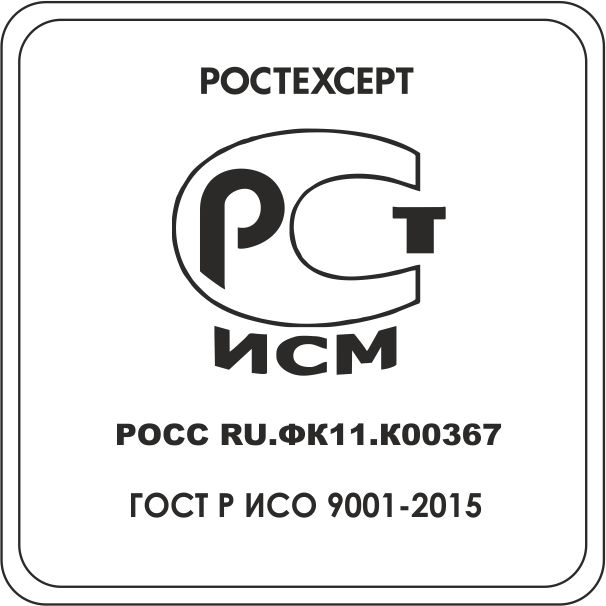 РОСТЕХСЕРТ
РСТ
ИСМ
РОСС RU.ФК11.К00367
ГОСТ Р ИСО 9001-2015